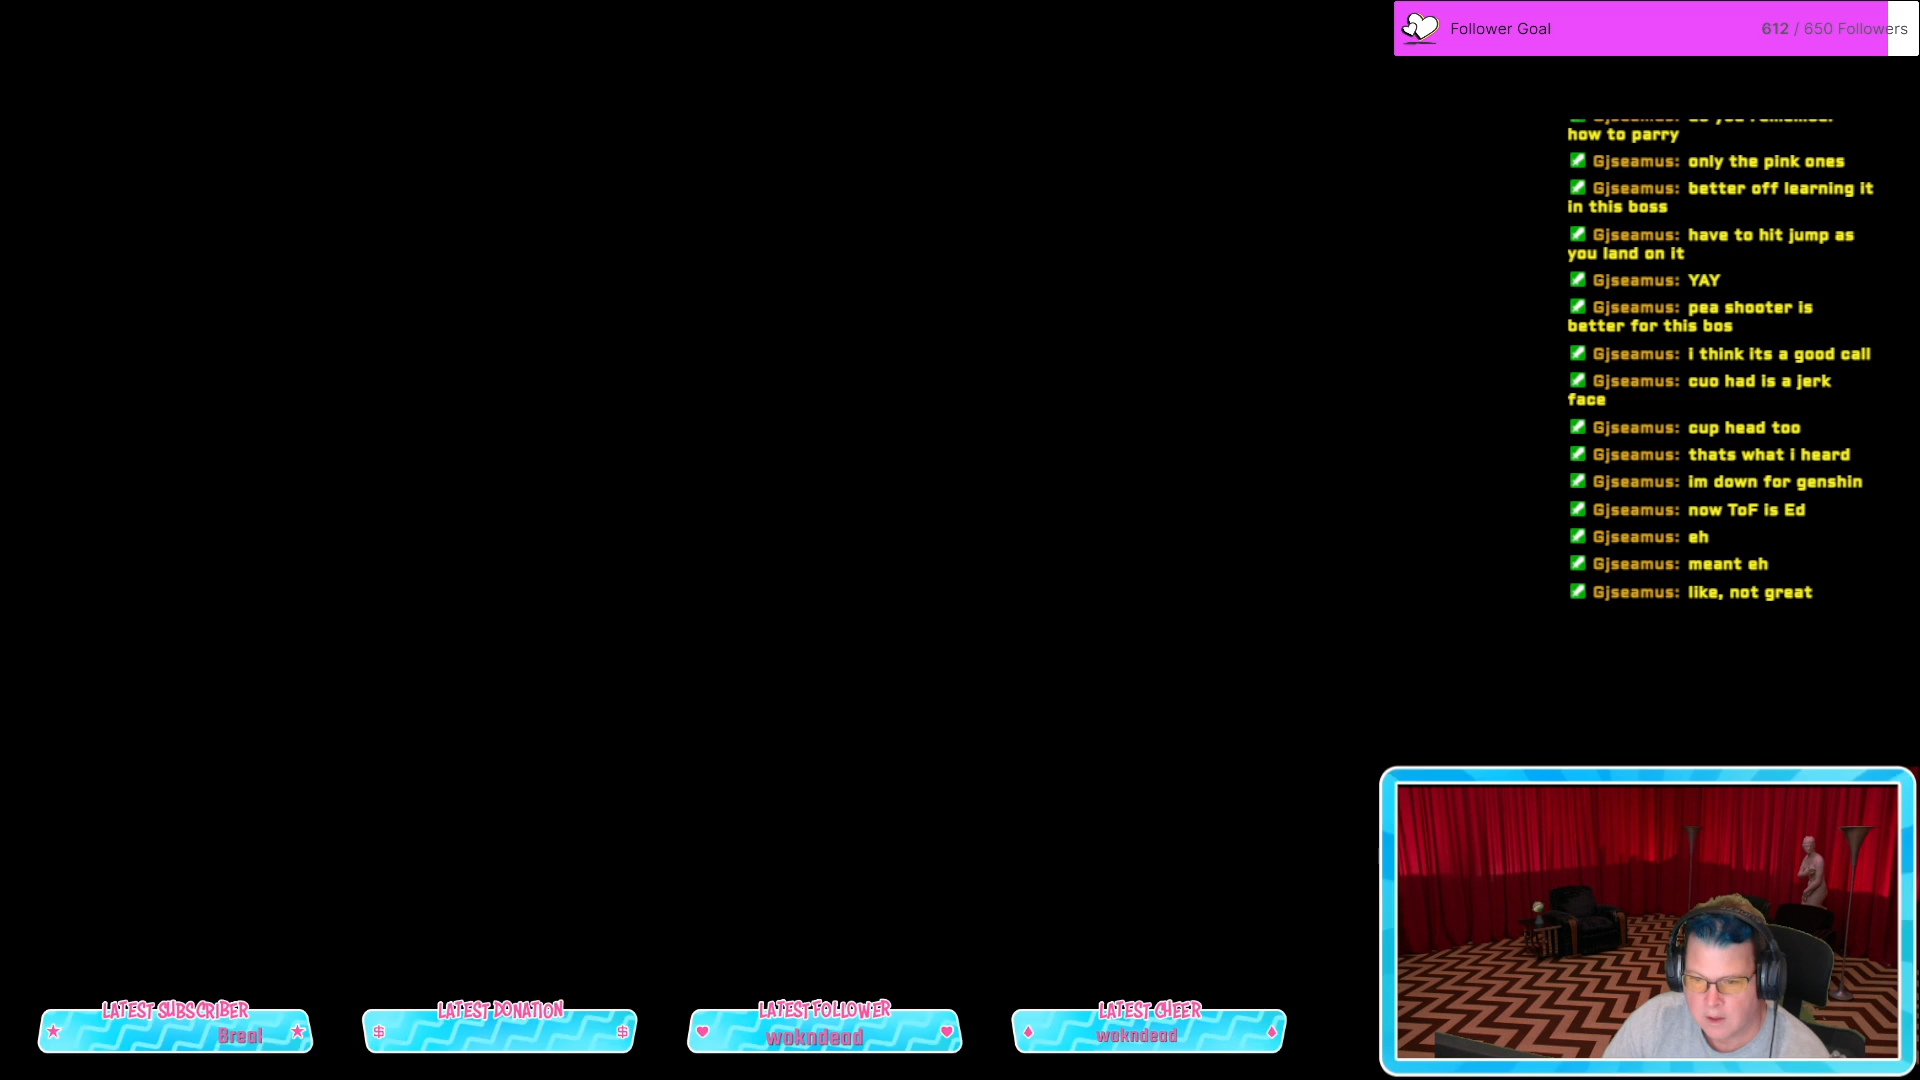 Follower Goal 612 / 650 Followers
how to parry
Gjseamus: only the pink ones
Gjseamus: better off learning it
in this boss
Gjseamus: have to hit jump as
you land on it
Gjseamus: YAY
Gjseamus: pea shooter is
better for this bos
Gjseamus: i think its a good call
Gjseamus: cuo had is a jerk
face
Gjseamus: cup head too
Gjseamus: thats what i heard
Gjseamus: im down for genshin
Gjseamus: now ToF is Ed
Gjseamus: eh
Gjseamus: meant eh
Gjseamus: like, not great
LATEST SUBSCRIBER
LATEST DONATION
LATEST FOLLOWER
wokndead
LATEST CHEER
wokndead